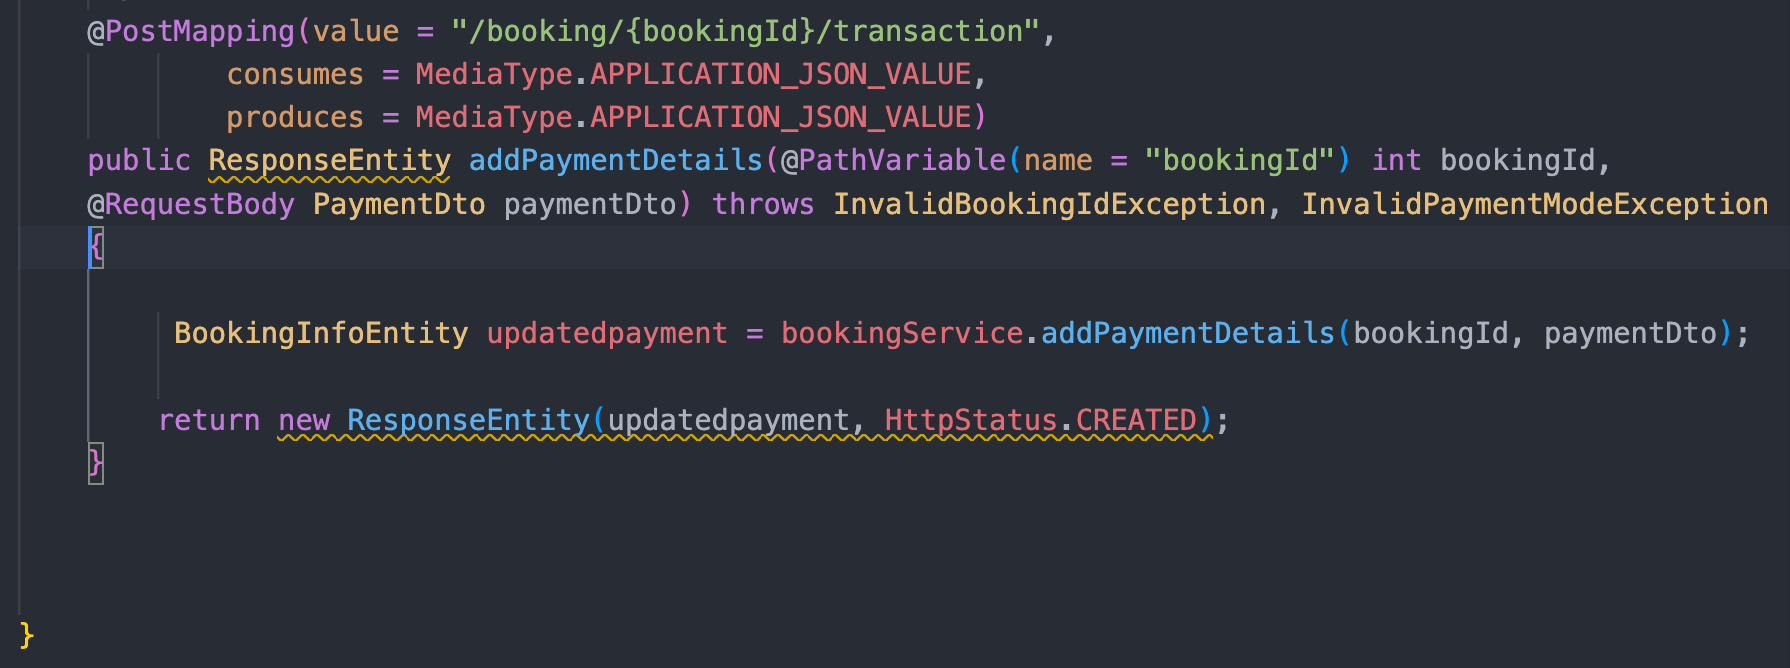 @PostMapping(value = "/booking/{bookingId}/transaction",
consumes = MediaType.APPLICATION_JSON_VALUE,
produces = MediaType.APPLICATION_JSON_VALUE)
public ResponseEntity addPaymentDetails(@PathVariable(name = "bookingId") int bookingId,
@RequestBody PaymentDto paymentDto) throws InvalidBookingIdException, InvalidPaymentModeException
{
BookingInfoEntity updatedpayment = bookingService.addPaymentDetails(bookingId, paymentDto);
return new ResponseEntity(updatedpayment, HttpStatus.CREATED);
}
}